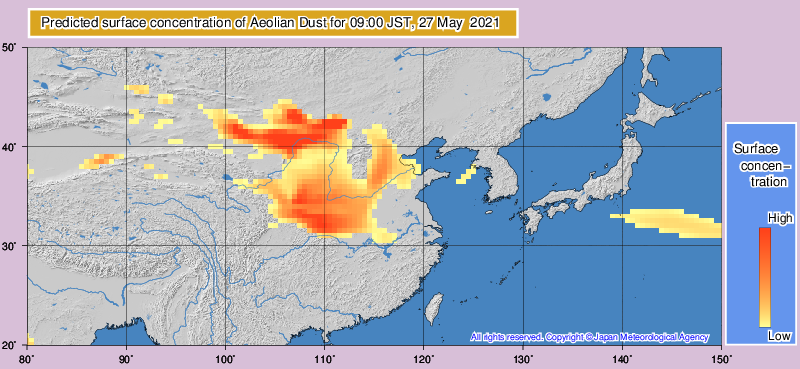 Predicted surface concentration of Aeolian Dust for 09:00 JST, 27 May 2021
50°
40°
30°
20°
80°
90°
100°
110°
120°
130°
140°
150°
Surface
concen–
tration
High
Low
All rights reserved. Copyright © Japan Meteorological Agency